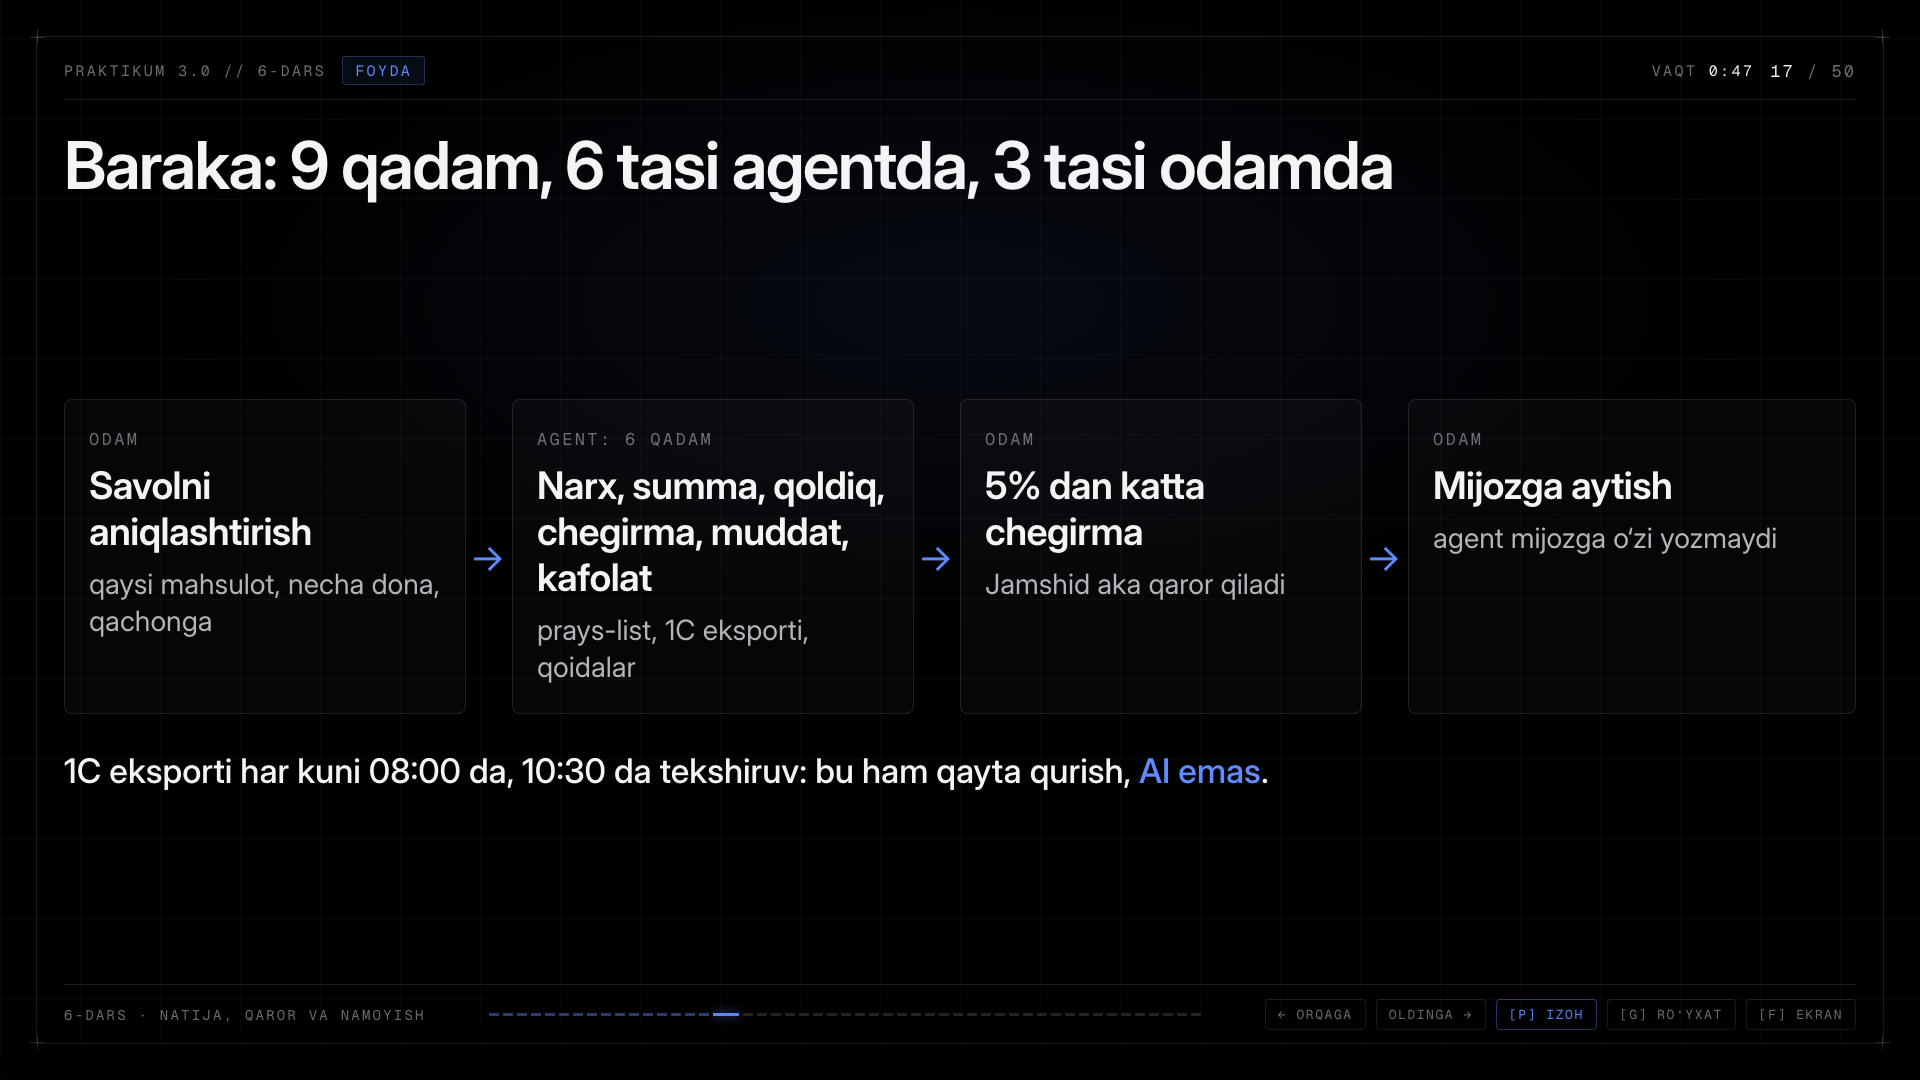 PRAKTIKUM 3.0 // 6-DARS FOYDA
VAQT 0:47 17 / 50
Baraka: 9 qadam, 6 tasi agentda, 3 tasi odamda
ODAM
Savolni
aniqlashtirish
qaysi mahsulot, necha dona,
qachonga
→
AGENT: 6 QADAM
Narx, summa, qoldiq,
chegirma, muddat,
kafolat
prays-list, 1C eksporti,
qoidalar
→
ODAM
5% dan katta
chegirma
Jamshid aka qaror qiladi
→
ODAM
Mijozga aytish
agent mijozga oʻzi yozmaydi
1C eksporti har kuni 08:00 da, 10:30 da tekshiruv: bu ham qayta qurish, AI emas.
6-DARS · NATIJA, QAROR VA NAMOYISH
← ORQAGA
OLDINGA →
[P] IZOH
[G] ROʻYXAT
[F] EKRAN